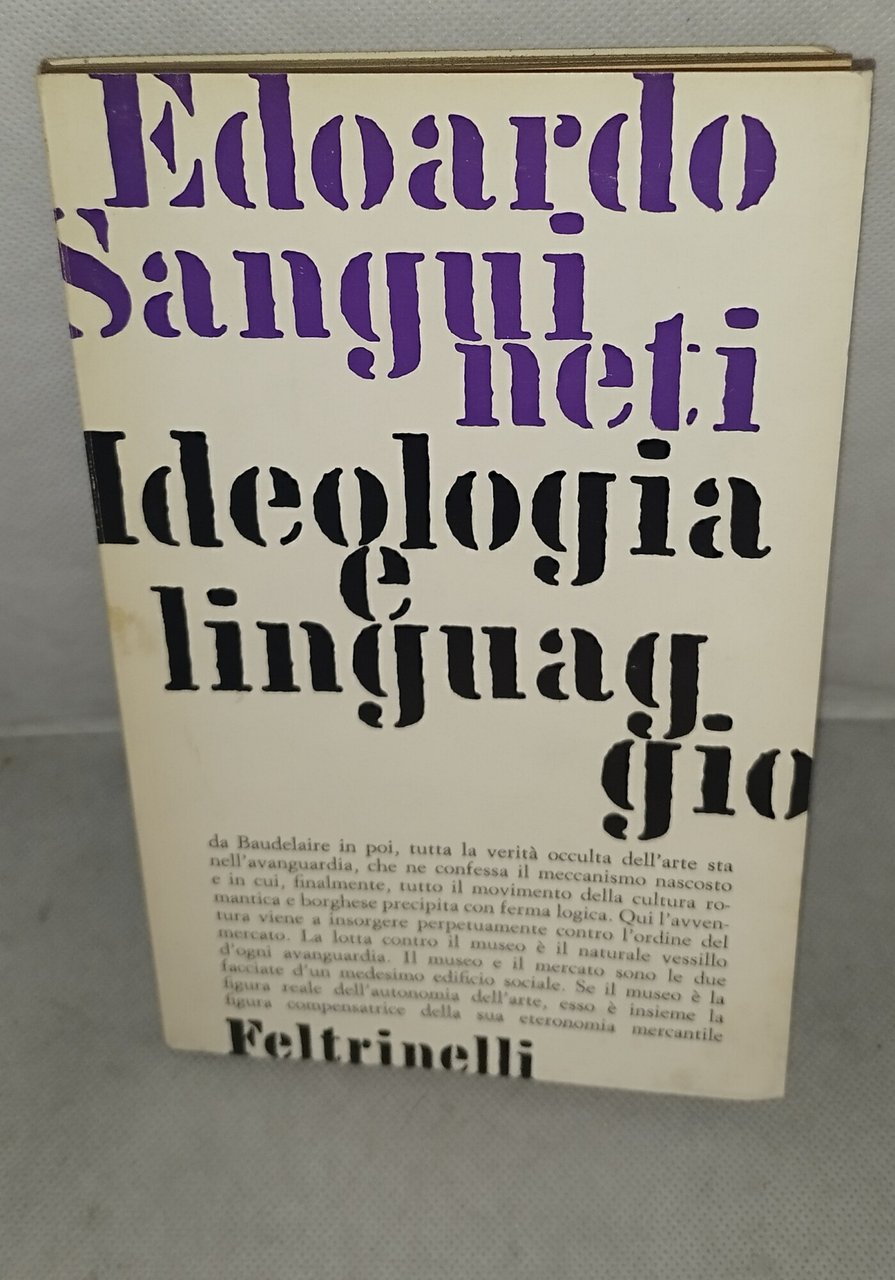 Edoardo
Sangui
neti
Ideologia
e
linguag
gio
da Baudelaire in poi, tutta la verità occulta dell'arte sta
nell'avanguardia, che ne confessa il meccanismo nascosto
e in cui, finalmente, tutto il movimento della cultura ro-
mantica e borghese precipita con ferma logica. Qui l'avven-
tura viene a insorgere perpetuamente contro l'ordine del
mercato. La lotta contro il museo è il naturale vessillo
d'ogni avanguardia. Il museo e il mercato sono le due
facciate d'un medesimo edificio sociale. Se il museo è la
figura reale dell'autonomia dell'arte, esso è insieme la
figura compensatrice della sua eteronomia mercantile
Feltrinelli